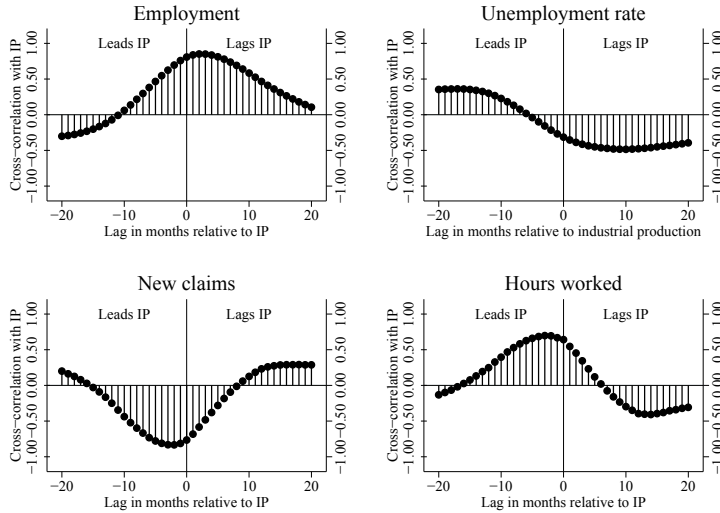 Employment
Leads IP
Lags IP
Cross-correlation with IP
−1.00 −0.50 0.00 0.50 1.00
−1.00 −0.50 0.00 0.50 1.00
−20 −10 0 10 20
Lag in months relative to IP
Unemployment rate
Leads IP
Lags IP
Cross-correlation with IP
−1.00 −0.50 0.00 0.50 1.00
−1.00 −0.50 0.00 0.50 1.00
−20 −10 0 10 20
Lag in months relative to industrial production
New claims
Leads IP
Lags IP
Cross-correlation with IP
−1.00 −0.50 0.00 0.50 1.00
−1.00 −0.50 0.00 0.50 1.00
−20 −10 0 10 20
Lag in months relative to IP
Hours worked
Leads IP
Lags IP
Cross-correlation with IP
−1.00 −0.50 0.00 0.50 1.00
−1.00 −0.50 0.00 0.50 1.00
−20 −10 0 10 20
Lag in months relative to IP